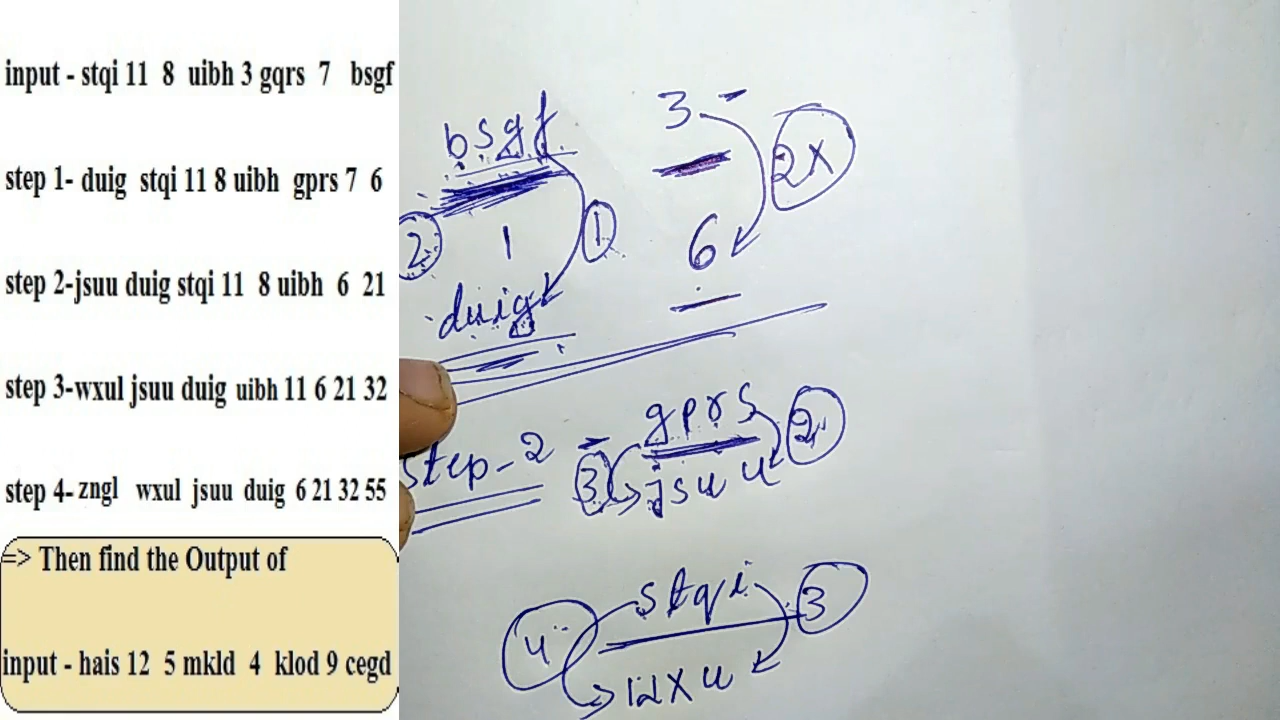 input - stqi 11 8 uibh 3 gqrs 7 bsgf
step 1- duig stqi 11 8 uibh gprs 7 6
step 2-jsuu duig stqi 11 8 uibh 6 21
step 3-wxul jsuu duig uibh 11 6 21 32
step 4- zngl wxul jsuu duig 6 21 32 55
=> Then find the Output of
input - hais 12 5 mkld 4 klod 9 cegd
bsgf
3 -
2x
2
1
1
6
duig
gprs
2
step-2 -
3
jsuu
stqi
3
4